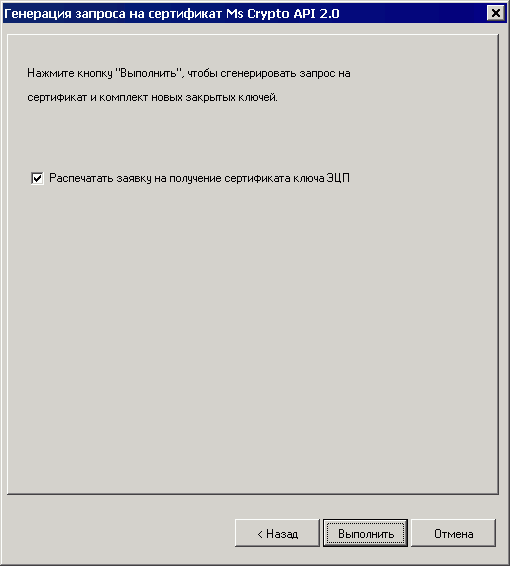 Генерация запроса на сертификат Ms Crypto API 2.0
Нажмите кнопку "Выполнить", чтобы сгенерировать запрос на
сертификат и комплект новых закрытых ключей.
Распечатать заявку на получение сертификата ключа ЭЦП
< Назад
Выполнить
Отмена